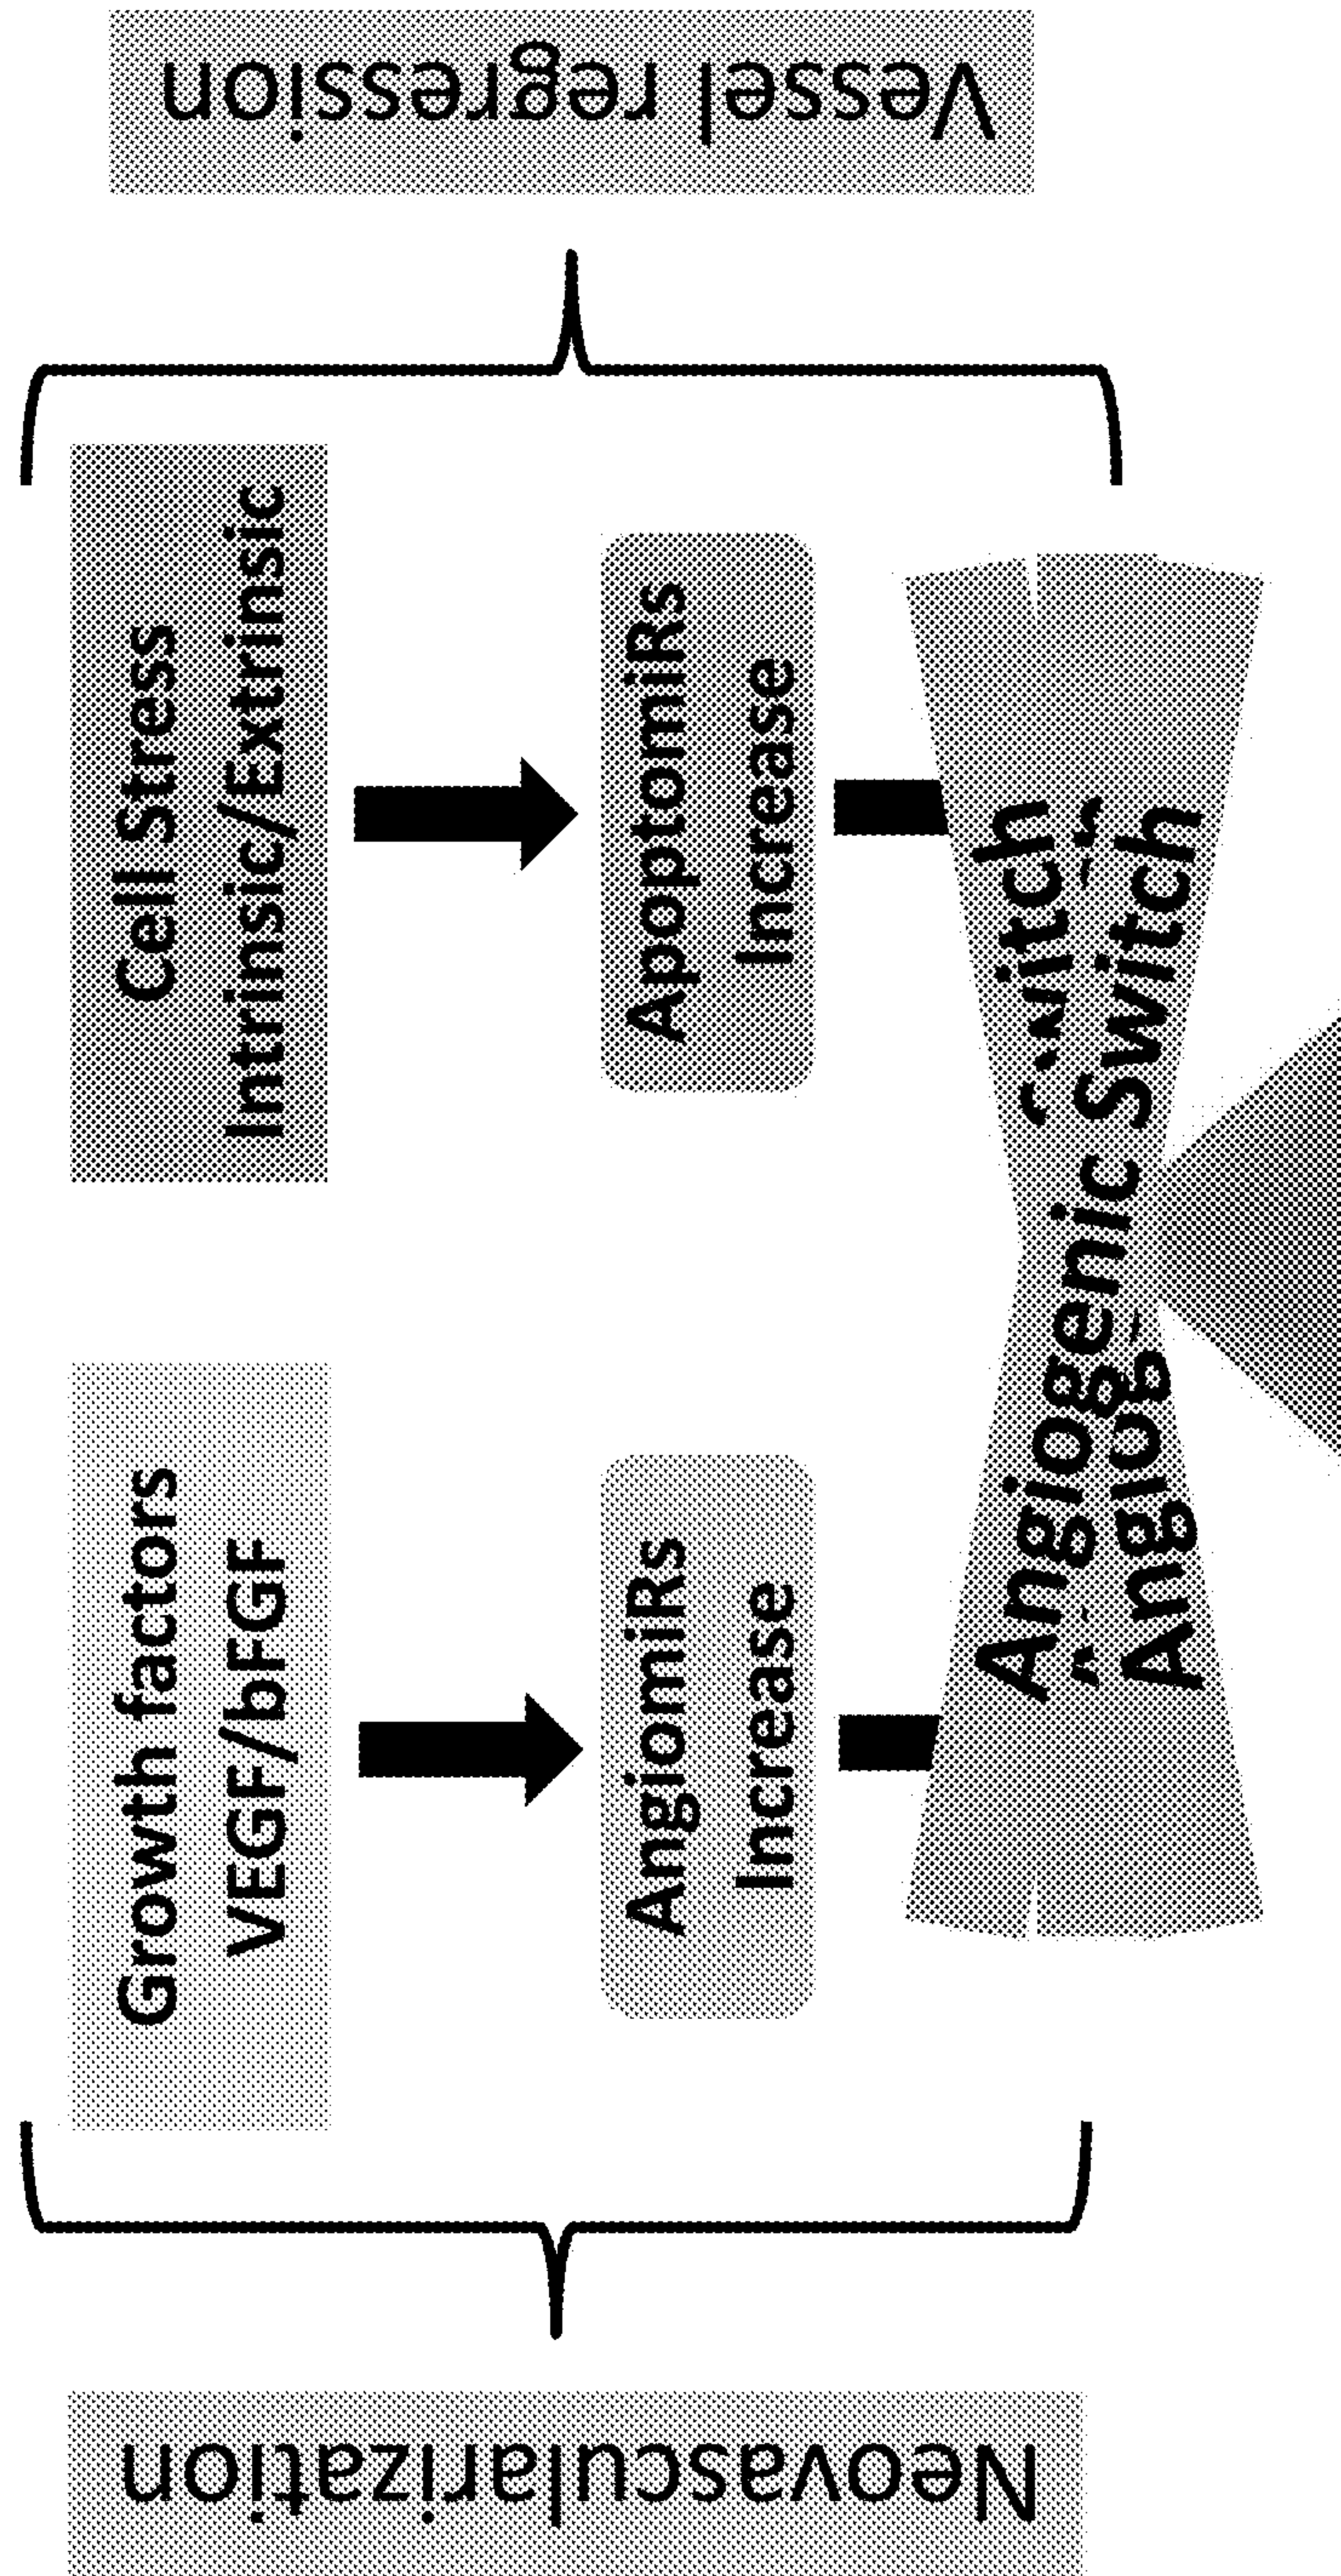 Neovascularization
Growth factors
VEGF/bFGF
AngiomiRs
Increase
Cell Stress
Intrinsic/Extrinsic
ApoptomiRs
Increase
Vessel regression
Angiogenic Switch